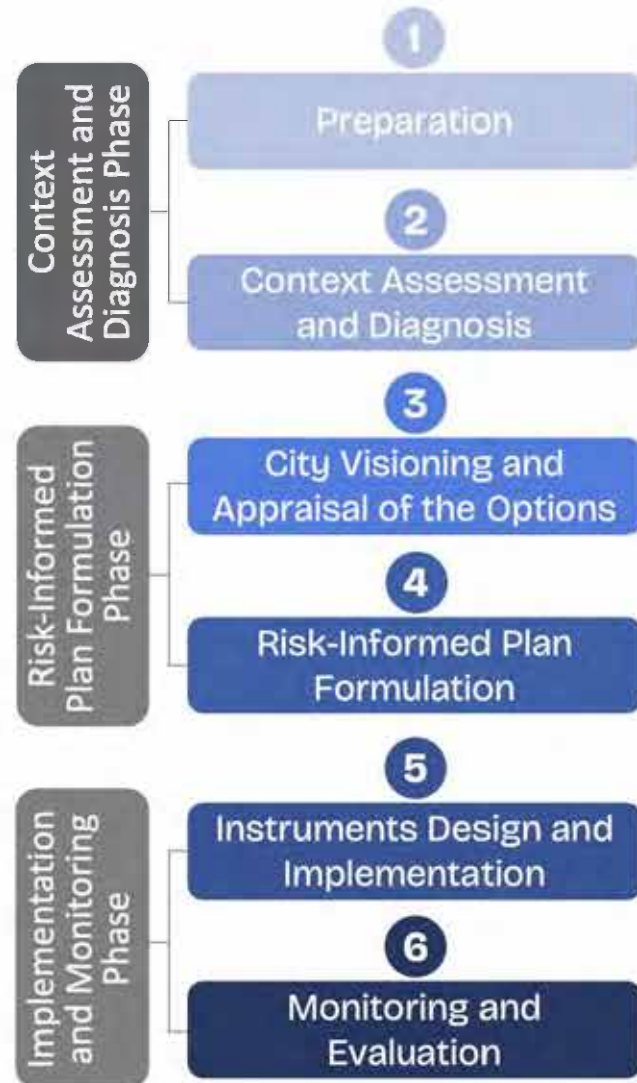 Context
Assessment and
Diagnosis Phase
1
Preparation
2
Context Assessment
and Diagnosis
Risk-Informed
Plan Formulation
Phase
3
City Visioning and
Appraisal of the Options
4
Risk-Informed Plan
Formulation
Implementation
and Monitoring
Phase
5
Instruments Design and
Implementation
6
Monitoring and
Evaluation